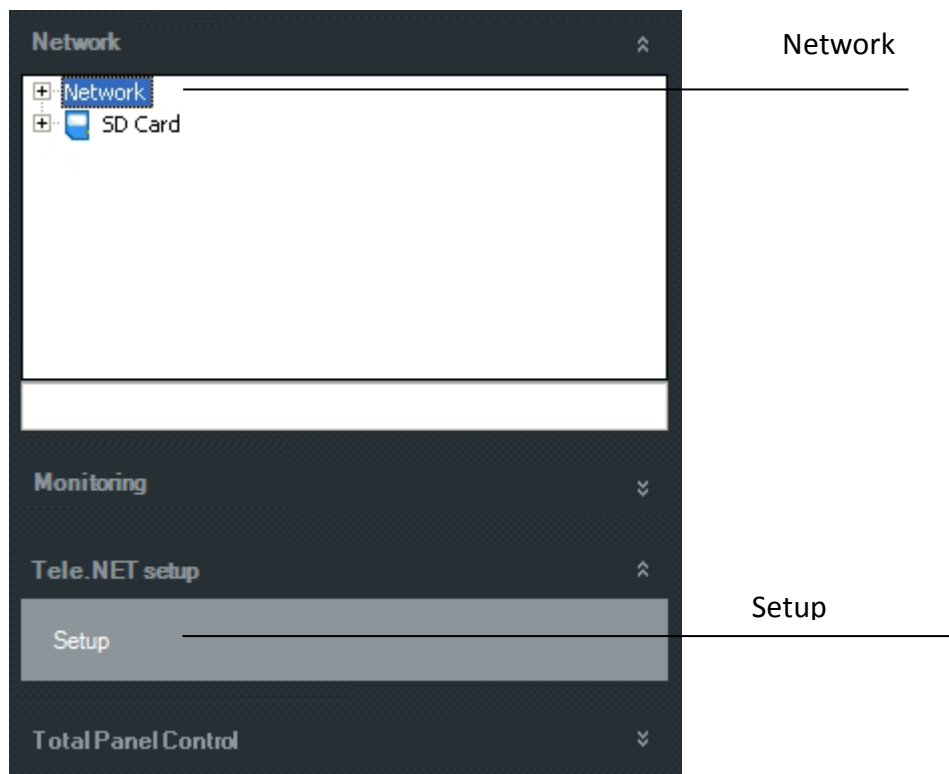 Network
Network
Network
SD Card
Monitoring
Tele.NET setup
Setup
Setup
Total Panel Control